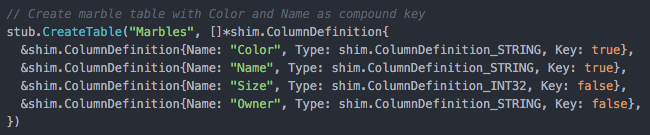 // Create marble table with Color and Name as compound key
stub.CreateTable("Marbles", []*shim.ColumnDefinition{
  &shim.ColumnDefinition{Name: "Color", Type: shim.ColumnDefinition_STRING, Key: true},
  &shim.ColumnDefinition{Name: "Name", Type: shim.ColumnDefinition_STRING, Key: true},
  &shim.ColumnDefinition{Name: "Size", Type: shim.ColumnDefinition_INT32, Key: false},
  &shim.ColumnDefinition{Name: "Owner", Type: shim.ColumnDefinition_STRING, Key: false},
})